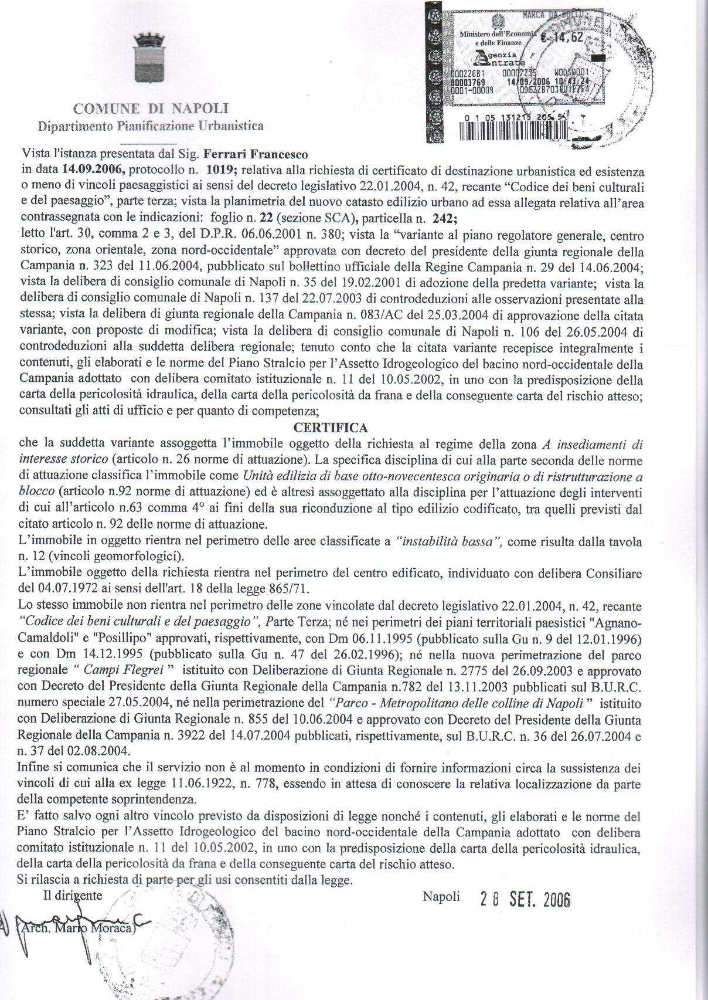 MARCA DA BOLLO
Ministero dell'Economia
e delle Finanze
€ 14,62
Agenzia
Entrate
00022681 00007235 W0DSD001
00003769 14/09/2006 10:43:24
0001-00009
0 1 05 131215 205 54
COMUNE DI NAPOLI
Dipartimento Pianificazione Urbanistica
Vista l'istanza presentata dal Sig. Ferrari Francesco
in data 14.09.2006, protocollo n. 1019; relativa alla richiesta di certificato di destinazione urbanistica ed esistenza
o meno di vincoli paesaggistici ai sensi del decreto legislativo 22.01.2004, n. 42, recante “Codice dei beni culturali
e del paesaggio”, parte terza; vista la planimetria del nuovo catasto edilizio urbano ad essa allegata relativa all’area
contrassegnata con le indicazioni: foglio n. 22 (sezione SCA), particella n. 242;
letto l'art. 30, comma 2 e 3, del D.P.R. 06.06.2001 n. 380; vista la “variante al piano regolatore generale, centro
storico, zona orientale, zona nord-occidentale” approvata con decreto del presidente della giunta regionale della
Campania n. 323 del 11.06.2004, pubblicato sul bollettino ufficiale della Regine Campania n. 29 del 14.06.2004;
vista la delibera di consiglio comunale di Napoli n. 35 del 19.02.2001 di adozione della predetta variante; vista la
delibera di consiglio comunale di Napoli n. 137 del 22.07.2003 di controdeduzioni alle osservazioni presentate alla
stessa; vista la delibera di giunta regionale della Campania n. 083/AC del 25.03.2004 di approvazione della citata
variante, con proposte di modifica; vista la delibera di consiglio comunale di Napoli n. 106 del 26.05.2004 di
controdeduzioni alla suddetta delibera regionale; tenuto conto che la citata variante recepisce integralmente i
contenuti, gli elaborati e le norme del Piano Stralcio per l’Assetto Idrogeologico del bacino nord-occidentale della
Campania adottato con delibera comitato istituzionale n. 11 del 10.05.2002, in uno con la predisposizione della
carta della pericolosità idraulica, della carta della pericolosità da frana e della conseguente carta del rischio atteso;
consultati gli atti di ufficio e per quanto di competenza;
CERTIFICA
che la suddetta variante assoggetta l’immobile oggetto della richiesta al regime della zona A insediamenti di
interesse storico (articolo n. 26 norme di attuazione). La specifica disciplina di cui alla parte seconda delle norme
di attuazione classifica l’immobile come Unità edilizia di base otto-novecentesca originaria o di ristrutturazione a
blocco (articolo n.92 norme di attuazione) ed è altresì assoggettato alla disciplina per l’attuazione degli interventi
di cui all’articolo n.63 comma 4° ai fini della sua riconduzione al tipo edilizio codificato, tra quelli previsti dal
citato articolo n. 92 delle norme di attuazione.
L’immobile in oggetto rientra nel perimetro delle aree classificate a “instabilità bassa”, come risulta dalla tavola
n. 12 (vincoli geomorfologici).
L’immobile oggetto della richiesta rientra nel perimetro del centro edificato, individuato con delibera Consiliare
del 04.07.1972 ai sensi dell'art. 18 della legge 865/71.
Lo stesso immobile non rientra nel perimetro delle zone vincolate dal decreto legislativo 22.01.2004, n. 42, recante
“Codice dei beni culturali e del paesaggio”, Parte Terza; né nei perimetri dei piani territoriali paesistici "Agnano-
Camaldoli" e "Posillipo" approvati, rispettivamente, con Dm 06.11.1995 (pubblicato sulla Gu n. 9 del 12.01.1996)
e con Dm 14.12.1995 (pubblicato sulla Gu n. 47 del 26.02.1996); né nella nuova perimetrazione del parco
regionale “ Campi Flegrei ” istituito con Deliberazione di Giunta Regionale n. 2775 del 26.09.2003 e approvato
con Decreto del Presidente della Giunta Regionale della Campania n.782 del 13.11.2003 pubblicati sul B.U.R.C.
numero speciale 27.05.2004, né nella perimetrazione del “Parco - Metropolitano delle colline di Napoli ” istituito
con Deliberazione di Giunta Regionale n. 855 del 10.06.2004 e approvato con Decreto del Presidente della Giunta
Regionale della Campania n. 3922 del 14.07.2004 pubblicati, rispettivamente, sul B.U.R.C. n. 36 del 26.07.2004 e
n. 37 del 02.08.2004.
Infine si comunica che il servizio non è al momento in condizioni di fornire informazioni circa la sussistenza dei
vincoli di cui alla ex legge 11.06.1922, n. 778, essendo in attesa di conoscere la relativa localizzazione da parte
della competente soprintendenza.
E’ fatto salvo ogni altro vincolo previsto da disposizioni di legge nonché i contenuti, gli elaborati e le norme del
Piano Stralcio per l’Assetto Idrogeologico del bacino nord-occidentale della Campania adottato con delibera
comitato istituzionale n. 11 del 10.05.2002, in uno con la predisposizione della carta della pericolosità idraulica,
della carta della pericolosità da frana e della conseguente carta del rischio atteso.
Si rilascia a richiesta di parte per gli usi consentiti dalla legge.
Il dirigente
Napoli 28 SET. 2006
(Arch. Mario Moraca)